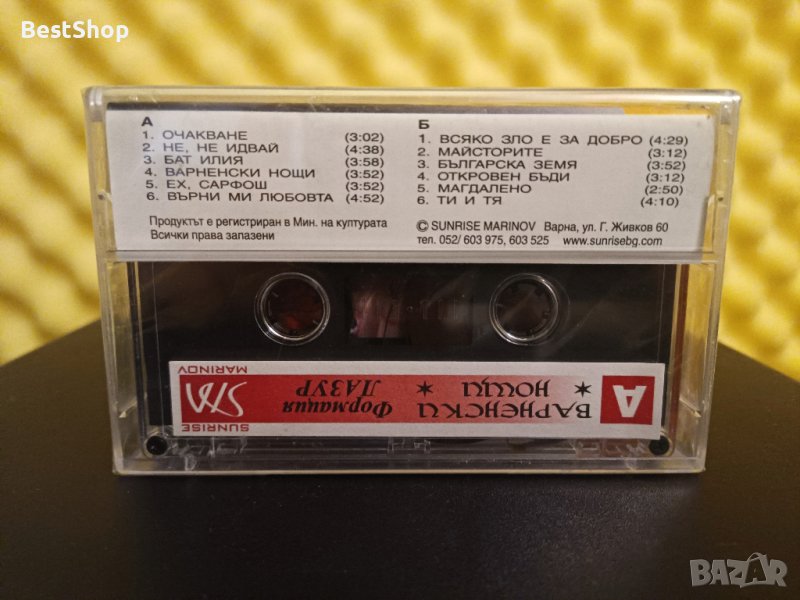 BestShop
А
1. ОЧАКВАНЕ (3:02)
2. НЕ, НЕ ИДВАЙ (4:38)
3. БАТ ИЛИЯ (3:58)
4. ВАРНЕНСКИ НОЩИ (3:52)
5. ЕХ, САРФОШ (3:52)
6. ВЪРНИ МИ ЛЮБОВТА (4:52)
Продуктът е регистриран в Мин. на културата
Всички права запазени
Б
1. ВСЯКО ЗЛО Е ЗА ДОБРО (4:29)
2. МАЙСТОРИТЕ (3:12)
3. БЪЛГАРСКА ЗЕМЯ (3:52)
4. ОТКРОВЕН БЪДИ (3:12)
5. МАГДАЛЕНО (2:50)
6. ТИ И ТЯ (4:10)
© SUNRISE MARINOV Варна, ул. Г. Живков 60
тел. 052/ 603 975, 603 525 www.sunrisebg.com
А
ВАРНЕНСКИ
* НОЩИ *
Формация
ЛАЗУР
SUNRISE
SM
MARINOV
BAZAR